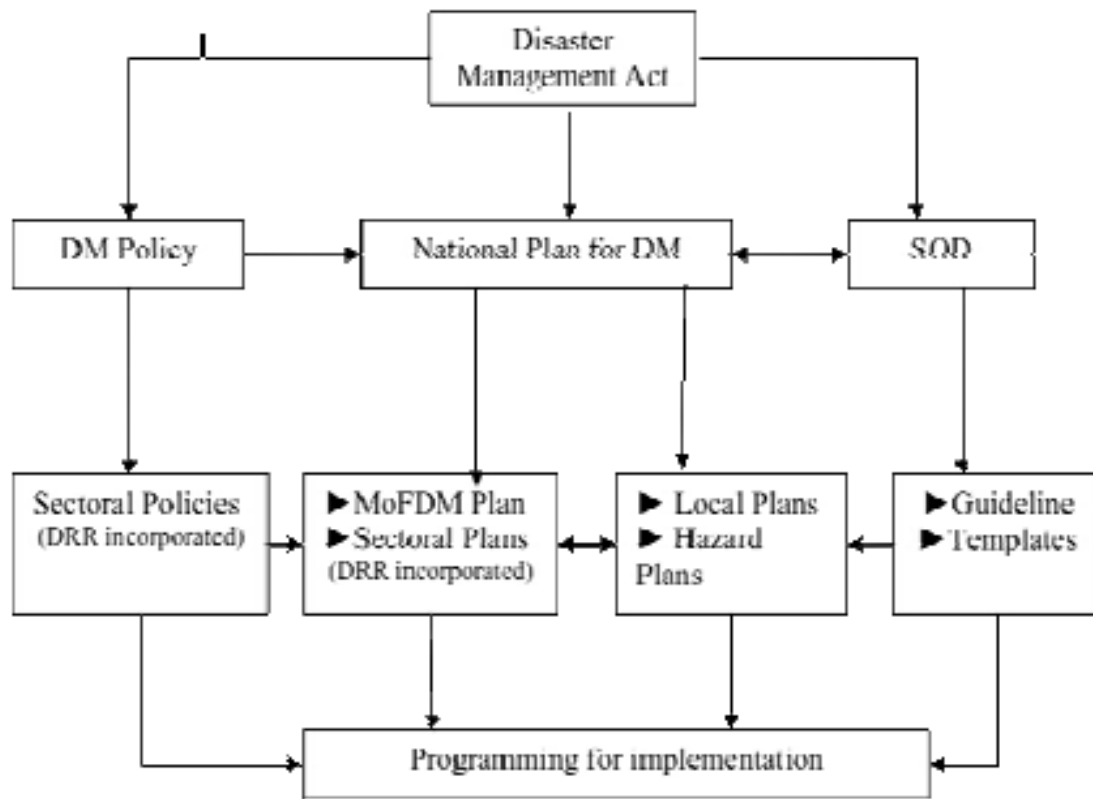 Disaster
Management Act
DM Policy
National Plan for DM
SOD
Sectoral Policies
(DRR incorporated)
►MoFDM Plan
►Sectoral Plans
(DRR incorporated)
► Local Plans
► Hazard
Plans
►Guideline
►Templates
Programming for implementation